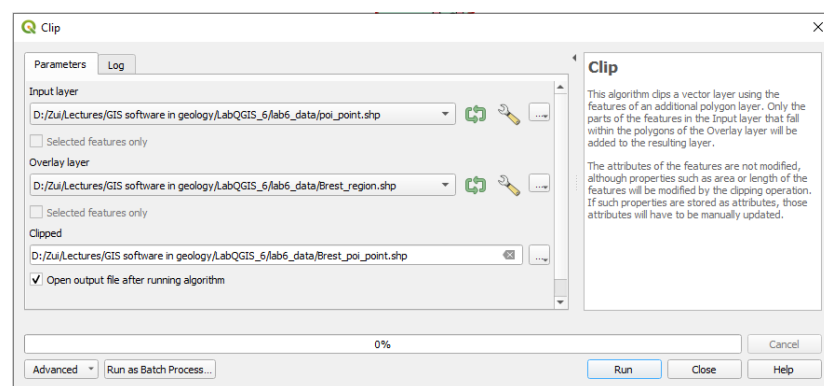 Clip
Parameters
Log
Input layer
D:/Zui/Lectures/GIS software in geology/LabQGIS_6/lab6_data/poi_point.shp
...
Selected features only
Overlay layer
D:/Zui/Lectures/GIS software in geology/LabQGIS_6/lab6_data/Brest_region.shp
...
Selected features only
Clipped
D:/Zui/Lectures/GIS software in geology/LabQGIS_6/lab6_data/Brest_poi_point.shp
...
Open output file after running algorithm
Clip
This algorithm clips a vector layer using the
features of an additional polygon layer. Only the
parts of the features in the Input layer that fall
within the polygons of the Overlay layer will be
added to the resulting layer.
The attributes of the features are not modified,
although properties such as area or length of the
features will be modified by the clipping operation.
If such properties are stored as attributes, those
attributes will have to be manually updated.
0%
Cancel
Advanced
Run as Batch Process...
Run
Close
Help